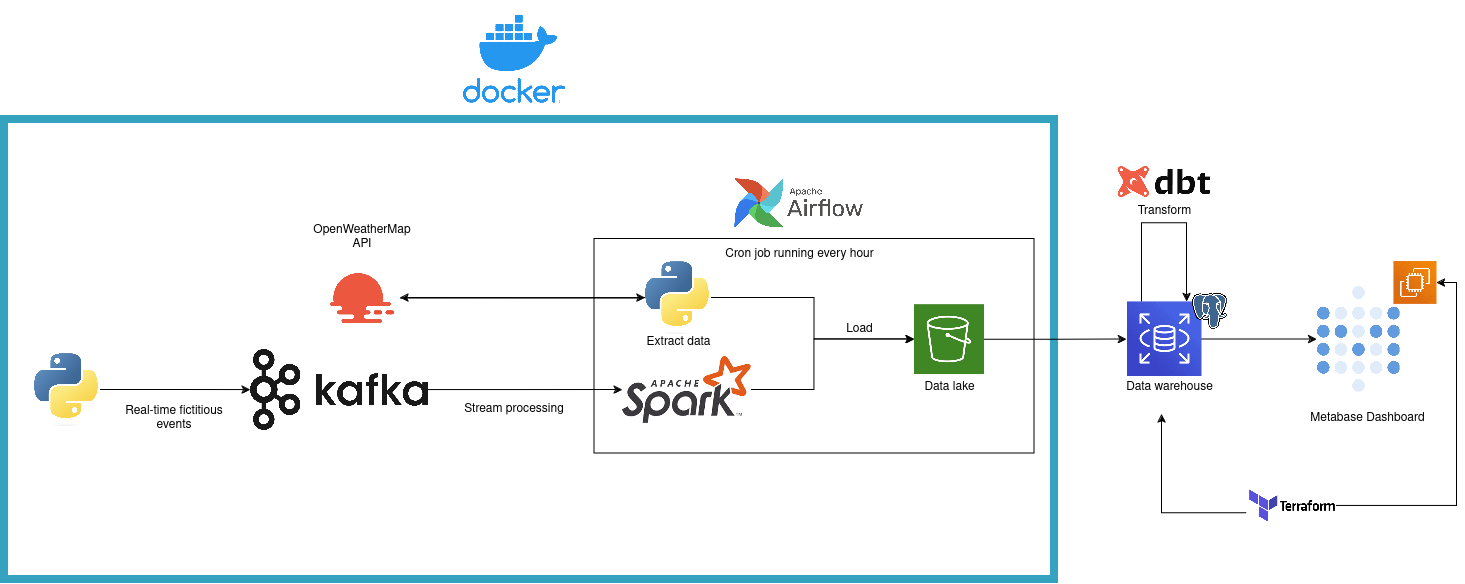 docker
dbt
Transform
Apache
Airflow
OpenWeatherMap
API
Cron job running every hour
Extract data
Load
APACHE
Spark™
Data lake
Data warehouse
kafka
Real-time fictitious
events
Stream processing
Metabase Dashboard
Terraform